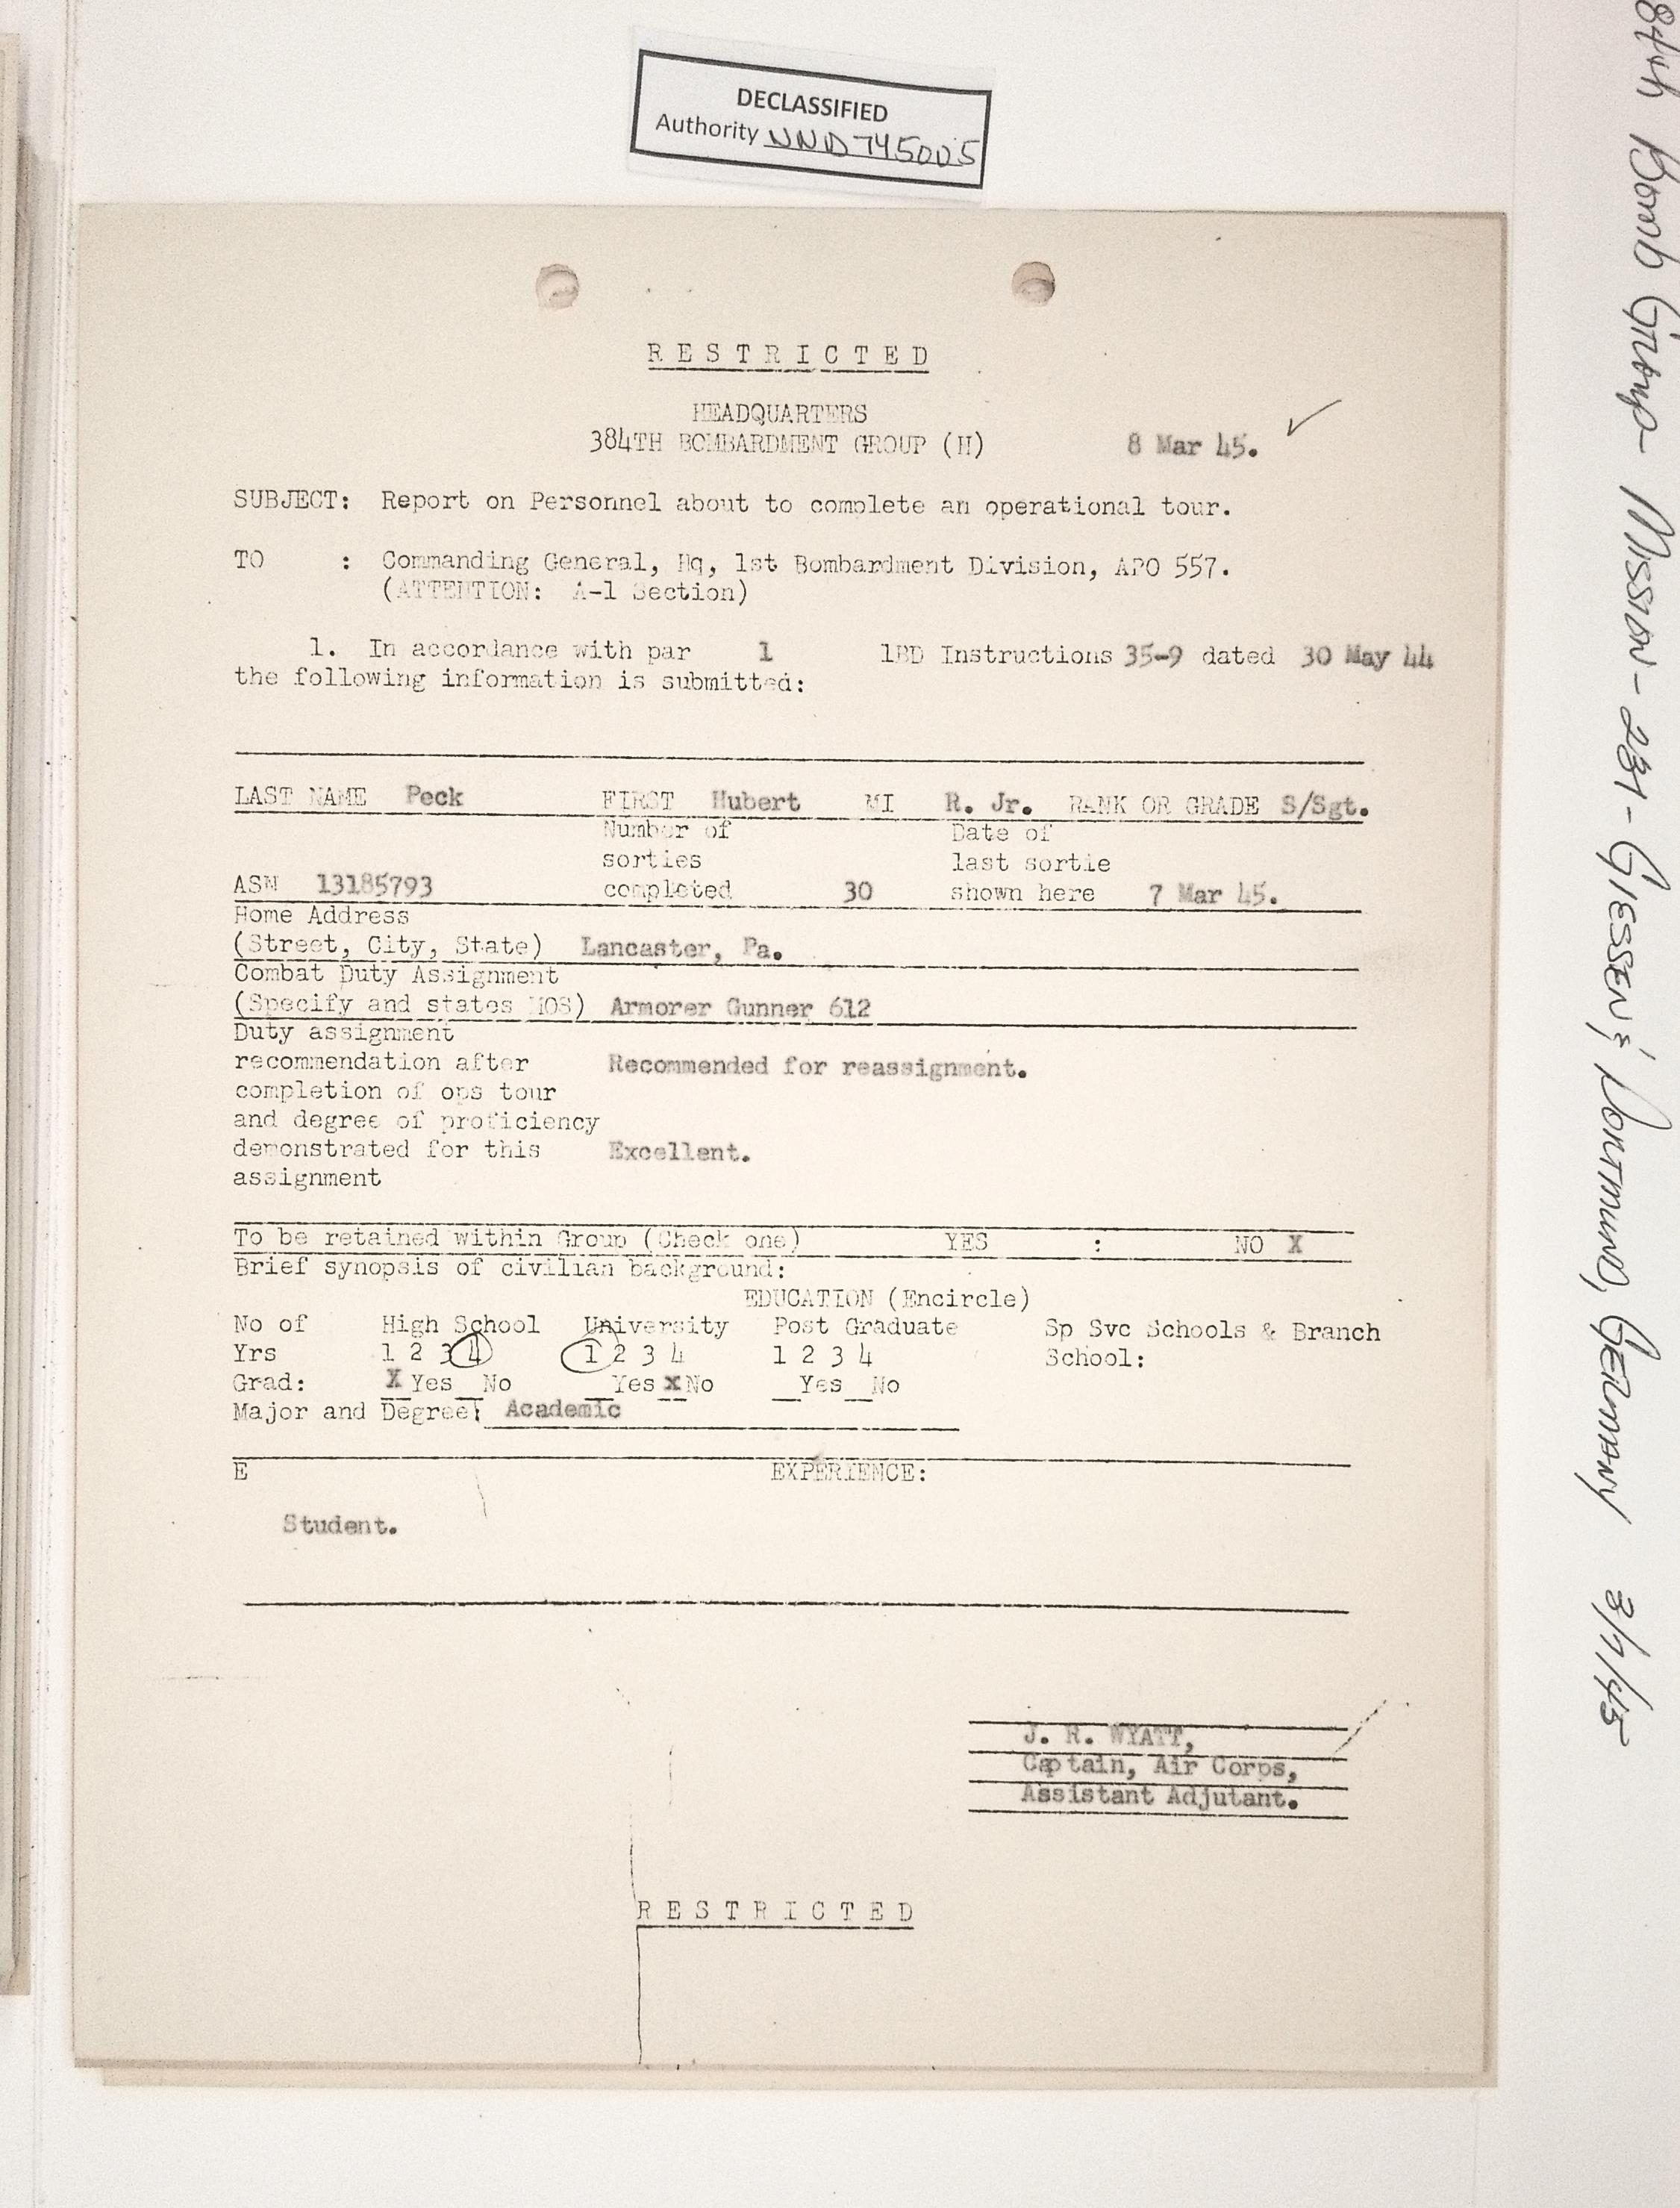 DECLASSIFIED
Authority NND 745005
RESTRICTED
HEADQUARTERS
384TH BOMBARDMENT GROUP (H) 8 Mar 45.
SUBJECT: Report on Personnel about to complete an operational tour.
TO : Commanding General, Hq, 1st Bombardment Division, APO 557.
(ATTENTION: A-1 Section)
1. In accordance with par 1 1BD Instructions 35-9 dated 30 May 44
the following information is submitted:
LAST NAME Peck FIRST Hubert MI R. Jr. RANK OR GRADE S/Sgt.
Number of Date of
sorties last sortie
ASN 13185793 completed 30 shown here 7 Mar 45.
Home Address
(Street, City, State) Lancaster, Pa.
Combat Duty Assignment
(Specify and states MOS) Armorer Gunner 612
Duty assignment
recommendation after Recommended for reassignment.
completion of ops tour
and degree of proficiency
demonstrated for this Excellent.
assignment
To be retained within Group (Check one) YES : NO X
Brief synopsis of civilian background:
EDUCATION (Encircle)
No of High School University Post Graduate Sp Svc Schools & Branch
Yrs 1 2 3 4 1 2 3 4 1 2 3 4 School:
Grad: X Yes _No _Yes x No _Yes _No
Major and Degree: Academic
E EXPERIENCE:
Student.
J. R. WYATT,
Captain, Air Corps,
Assistant Adjutant.
RESTRICTED
84th Bomb Group - Mission - 231 - Giessen & Dortmund, Germany 3/7/45